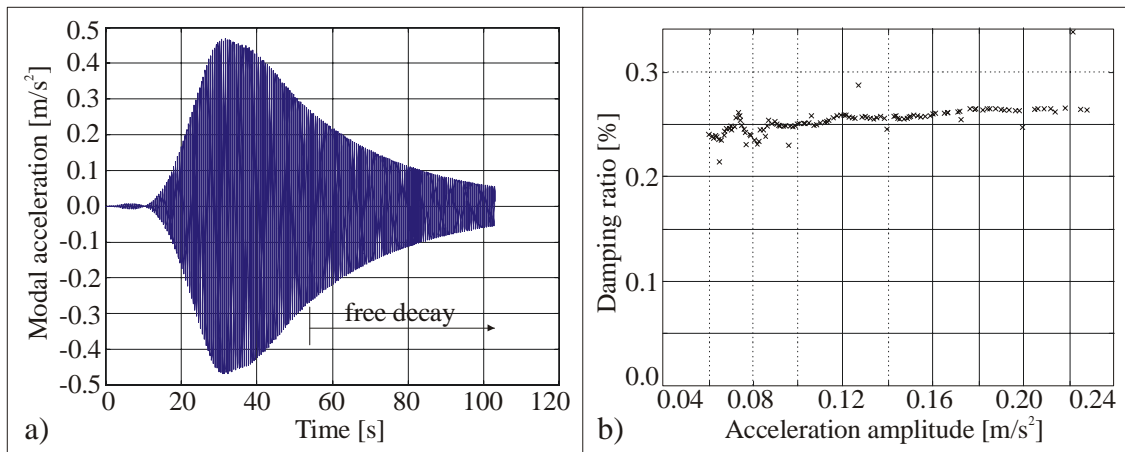 Modal acceleration [m/s²]
0.5
0.4
0.3
0.2
0.1
0.0
-0.1
-0.2
-0.3
-0.4
-0.5
free decay
0 20 40 60 80 100 120
Time [s]
a)
Damping ratio [%]
0.3
0.2
0.1
0.0
0.04 0.08 0.12 0.16 0.20 0.24
Acceleration amplitude [m/s²]
b)